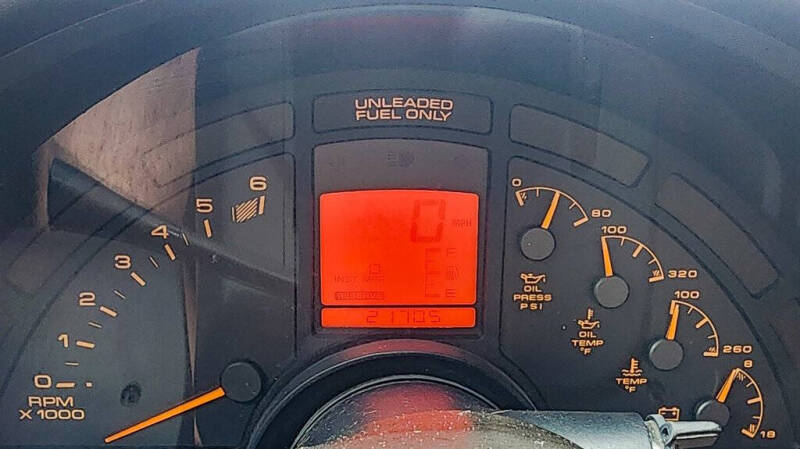 UNLEADED
FUEL ONLY
6
5
4
3
2
1
0
RPM
X 1000
0 MPH
F
0
INST MPG
RESERVE
E
21705
0
80
OIL
PRESS
PSI
100
320
OIL
TEMP
°F
100
260
TEMP
°F
8
18